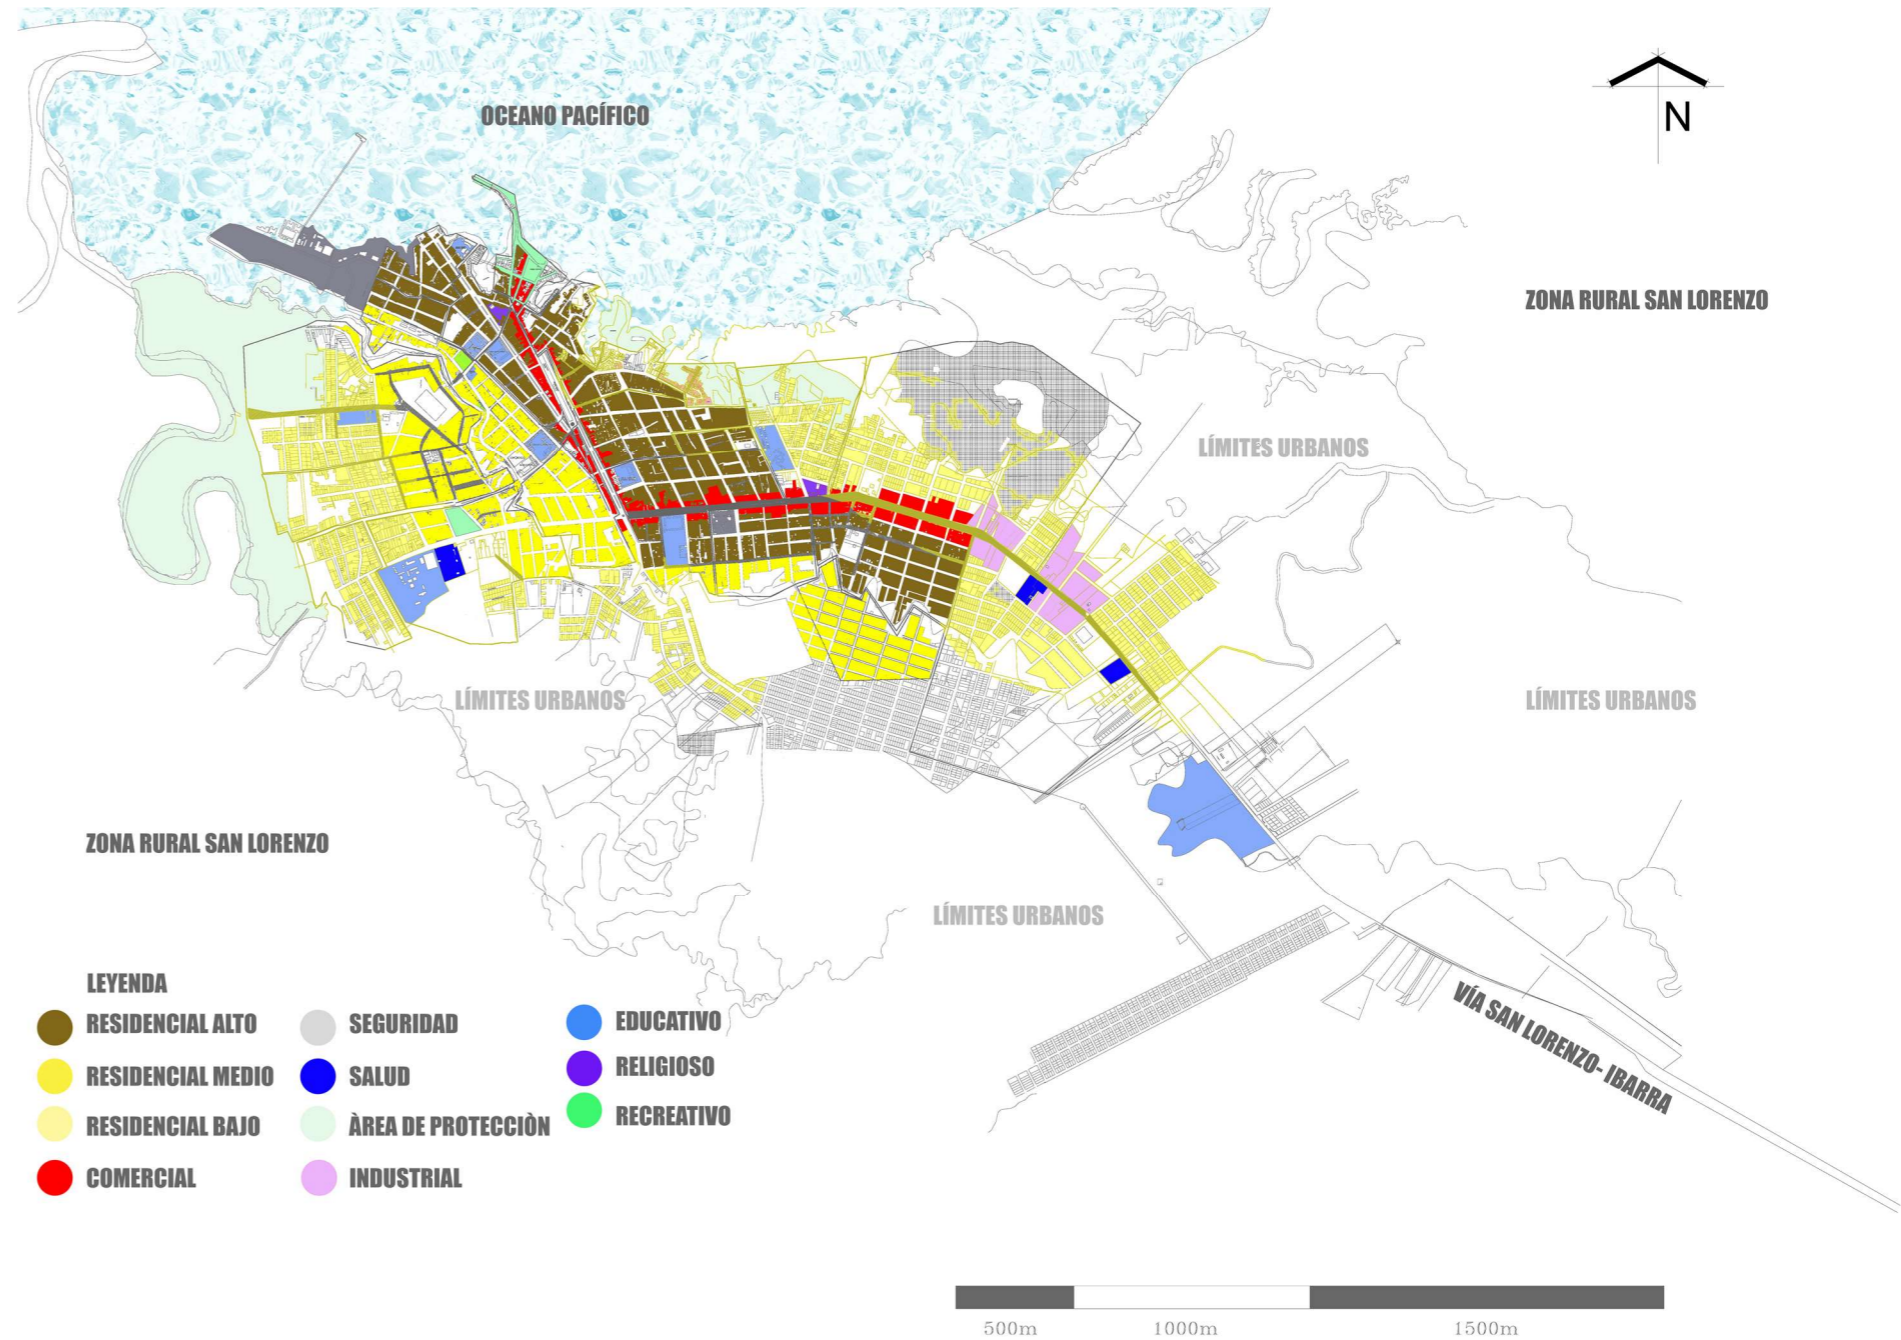 OCEANO PACÍFICO
N
ZONA RURAL SAN LORENZO
LÍMITES URBANOS
LÍMITES URBANOS
LÍMITES URBANOS
ZONA RURAL SAN LORENZO
LÍMITES URBANOS
LEYENDA
RESIDENCIAL ALTO
RESIDENCIAL MEDIO
RESIDENCIAL BAJO
COMERCIAL
SEGURIDAD
SALUD
ÀREA DE PROTECCIÒN
INDUSTRIAL
EDUCATIVO
RELIGIOSO
RECREATIVO
VÍA SAN LORENZO- IBARRA
500m
1000m
1500m